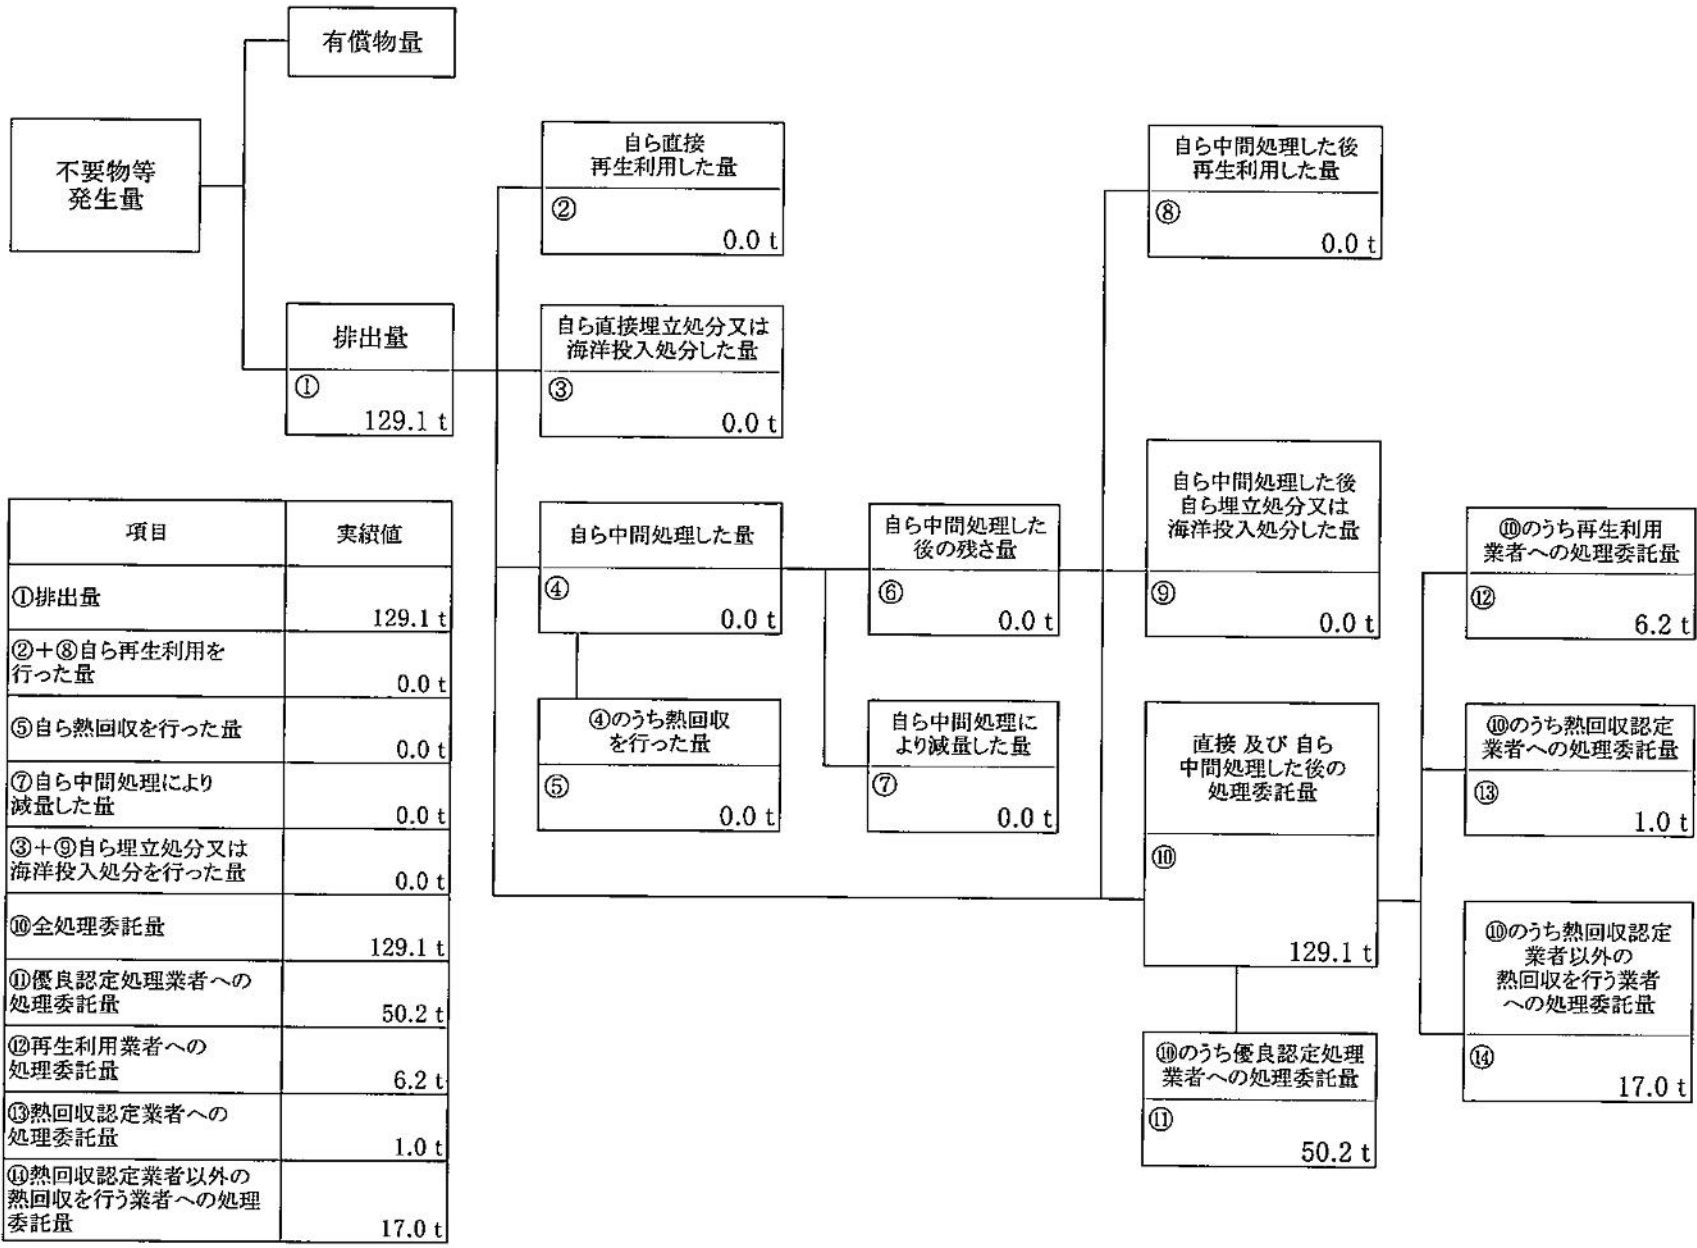 有償物量
不要物等
発生量
排出量
①
129.1 t
自ら直接
再生利用した量
②
0.0 t
自ら直接埋立処分又は
海洋投入処分した量
③
0.0 t
自ら中間処理した量
④
0.0 t
④のうち熱回収
を行った量
⑤
0.0 t
自ら中間処理した
後の残さ量
⑥
0.0 t
自ら中間処理に
より減量した量
⑦
0.0 t
自ら中間処理した後
再生利用した量
⑧
0.0 t
自ら中間処理した後
自ら埋立処分又は
海洋投入処分した量
⑨
0.0 t
直接 及び 自ら
中間処理した後の
処理委託量
⑩
129.1 t
⑩のうち優良認定処理
業者への処理委託量
⑪
50.2 t
⑩のうち再生利用
業者への処理委託量
⑫
6.2 t
⑩のうち熱回収認定
業者への処理委託量
⑬
1.0 t
⑩のうち熱回収認定
業者以外の
熱回収を行う業者
への処理委託量
⑭
17.0 t
項目 実績値
①排出量
129.1 t
②+⑧自ら再生利用を
行った量
0.0 t
⑤自ら熱回収を行った量
0.0 t
⑦自ら中間処理により
減量した量
0.0 t
③+⑨自ら埋立処分又は
海洋投入処分を行った量
0.0 t
⑩全処理委託量
129.1 t
⑪優良認定処理業者への
処理委託量
50.2 t
⑫再生利用業者への
処理委託量
6.2 t
⑬熱回収認定業者への
処理委託量
1.0 t
⑭熱回収認定業者以外の
熱回収を行う業者への処理
委託量
17.0 t